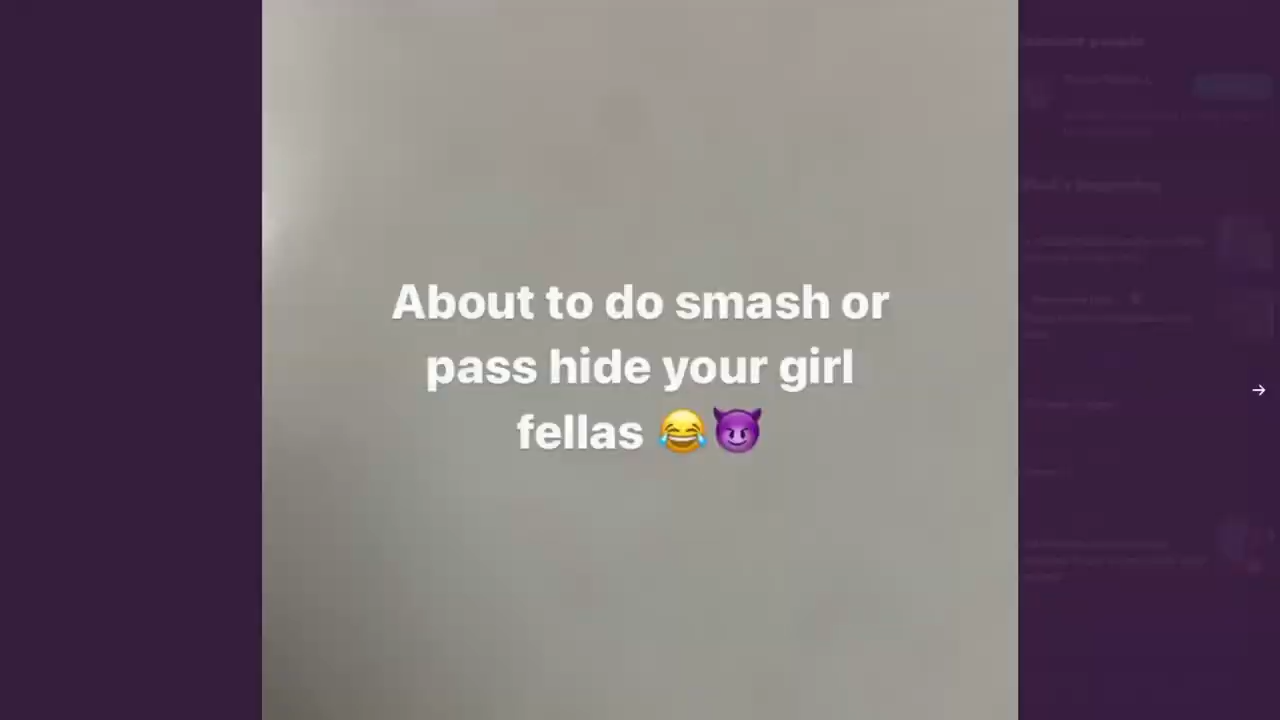 About to do smash or
pass hide your girl
fellas 😂😈